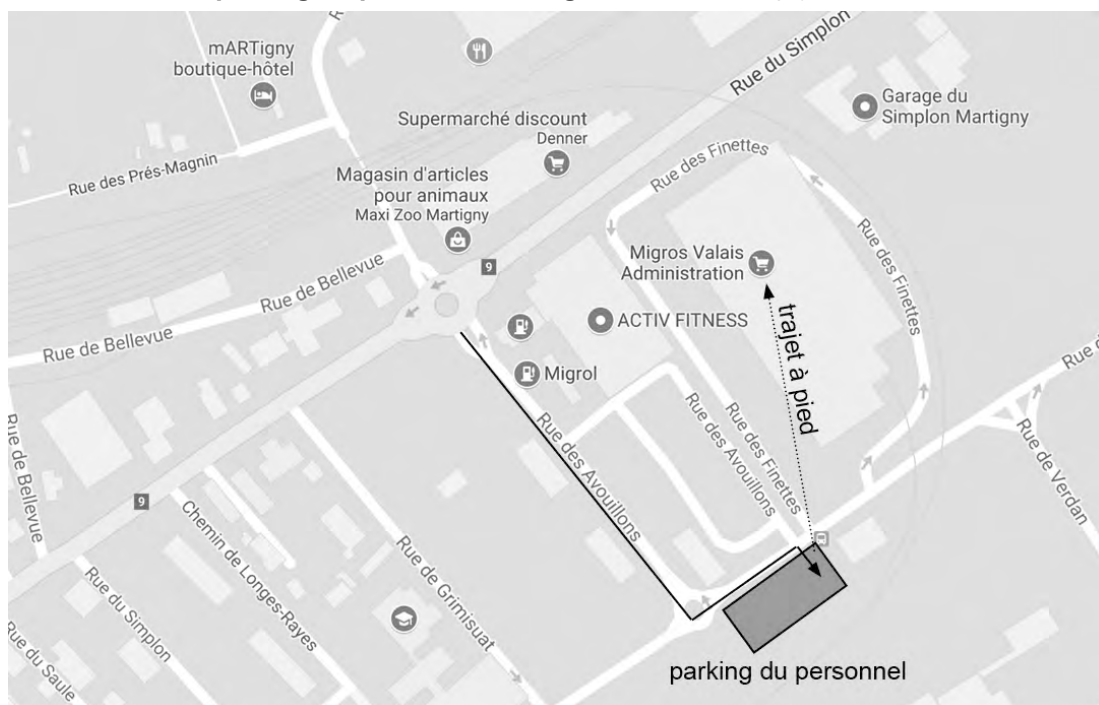 mARTigny
boutique-hôtel
Rue du Simplon
Garage du
Simplon Martigny
Supermarché discount
Denner
Rue des Finettes
Rue des Prés-Magnin
Magasin d'articles
pour animaux
Maxi Zoo Martigny
Migros Valais
Administration
9
Rue des Finettes
Rue de Bellevue
Rue de Bellevue
ACTIV FITNESS
trajet à pied
Migrol
Rue de Bellevue
Rue des Avouillons
Rue des Avouillons
Rue des Finettes
Rue de Verdan
9
Chemin de Longes-Rayes
Rue de Grimisuat
Rue du Simplon
Rue du Saule
parking du personnel